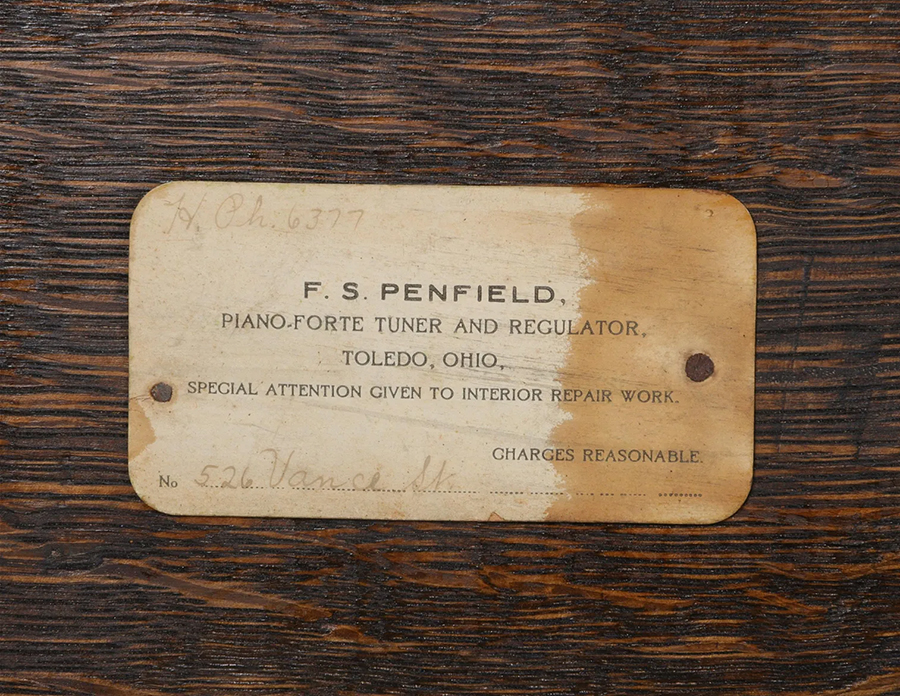 H. Ph. 6377
F. S. PENFIELD,
PIANO-FORTE TUNER AND REGULATOR,
TOLEDO, OHIO,
SPECIAL ATTENTION GIVEN TO INTERIOR REPAIR WORK.
CHARGES REASONABLE.
No 526 Vance St.